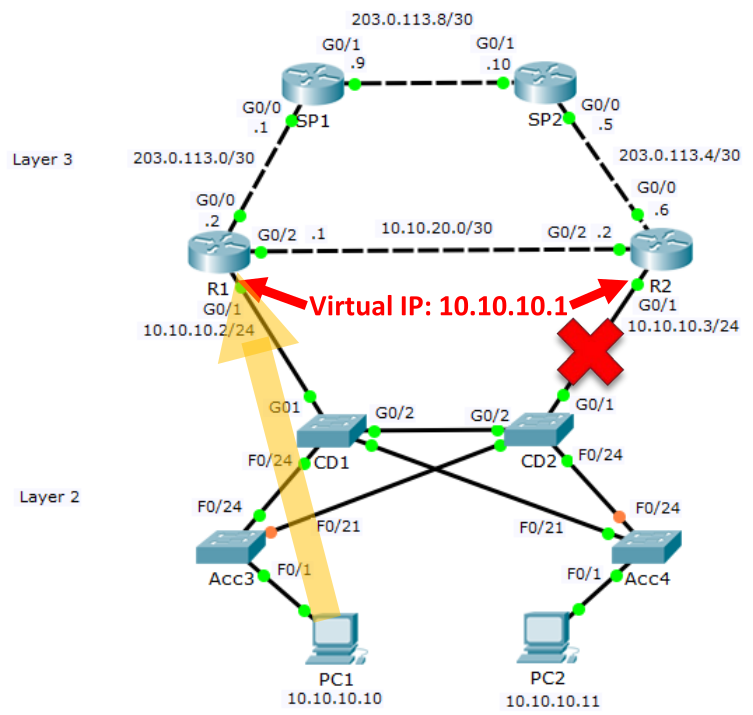 203.0.113.8/30
G0/1
.9
G0/1
.10
SP1
SP2
G0/0
.1
G0/0
.5
Layer 3
203.0.113.0/30
203.0.113.4/30
G0/0
.2
G0/0
.6
G0/2 .1
10.10.20.0/30
G0/2 .2
R1
R2
G0/1
G0/1
Virtual IP: 10.10.10.1
10.10.10.2/24
10.10.10.3/24
G01
G0/2
G0/2
G0/1
CD1
CD2
F0/24
F0/24
Layer 2
F0/24
F0/21
F0/21
F0/24
Acc3
Acc4
F0/1
F0/1
PC1
10.10.10.10
PC2
10.10.10.11